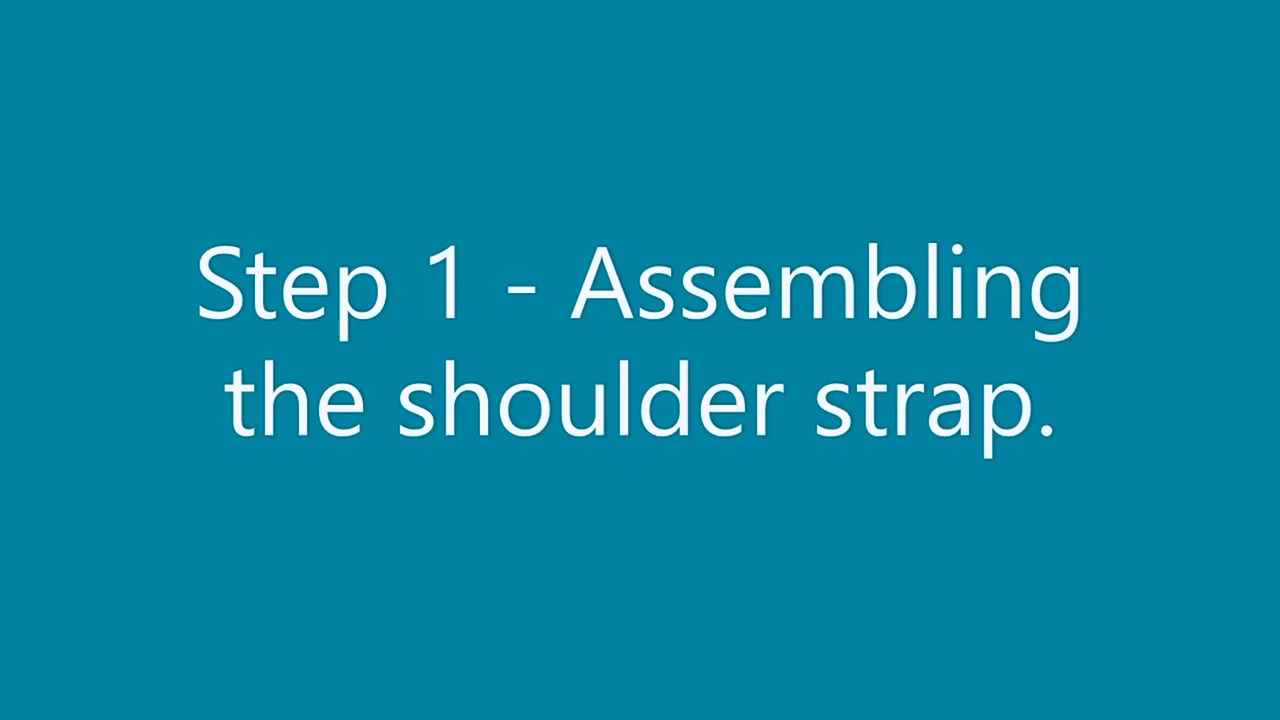 Step 1 - Assembling
the shoulder strap.